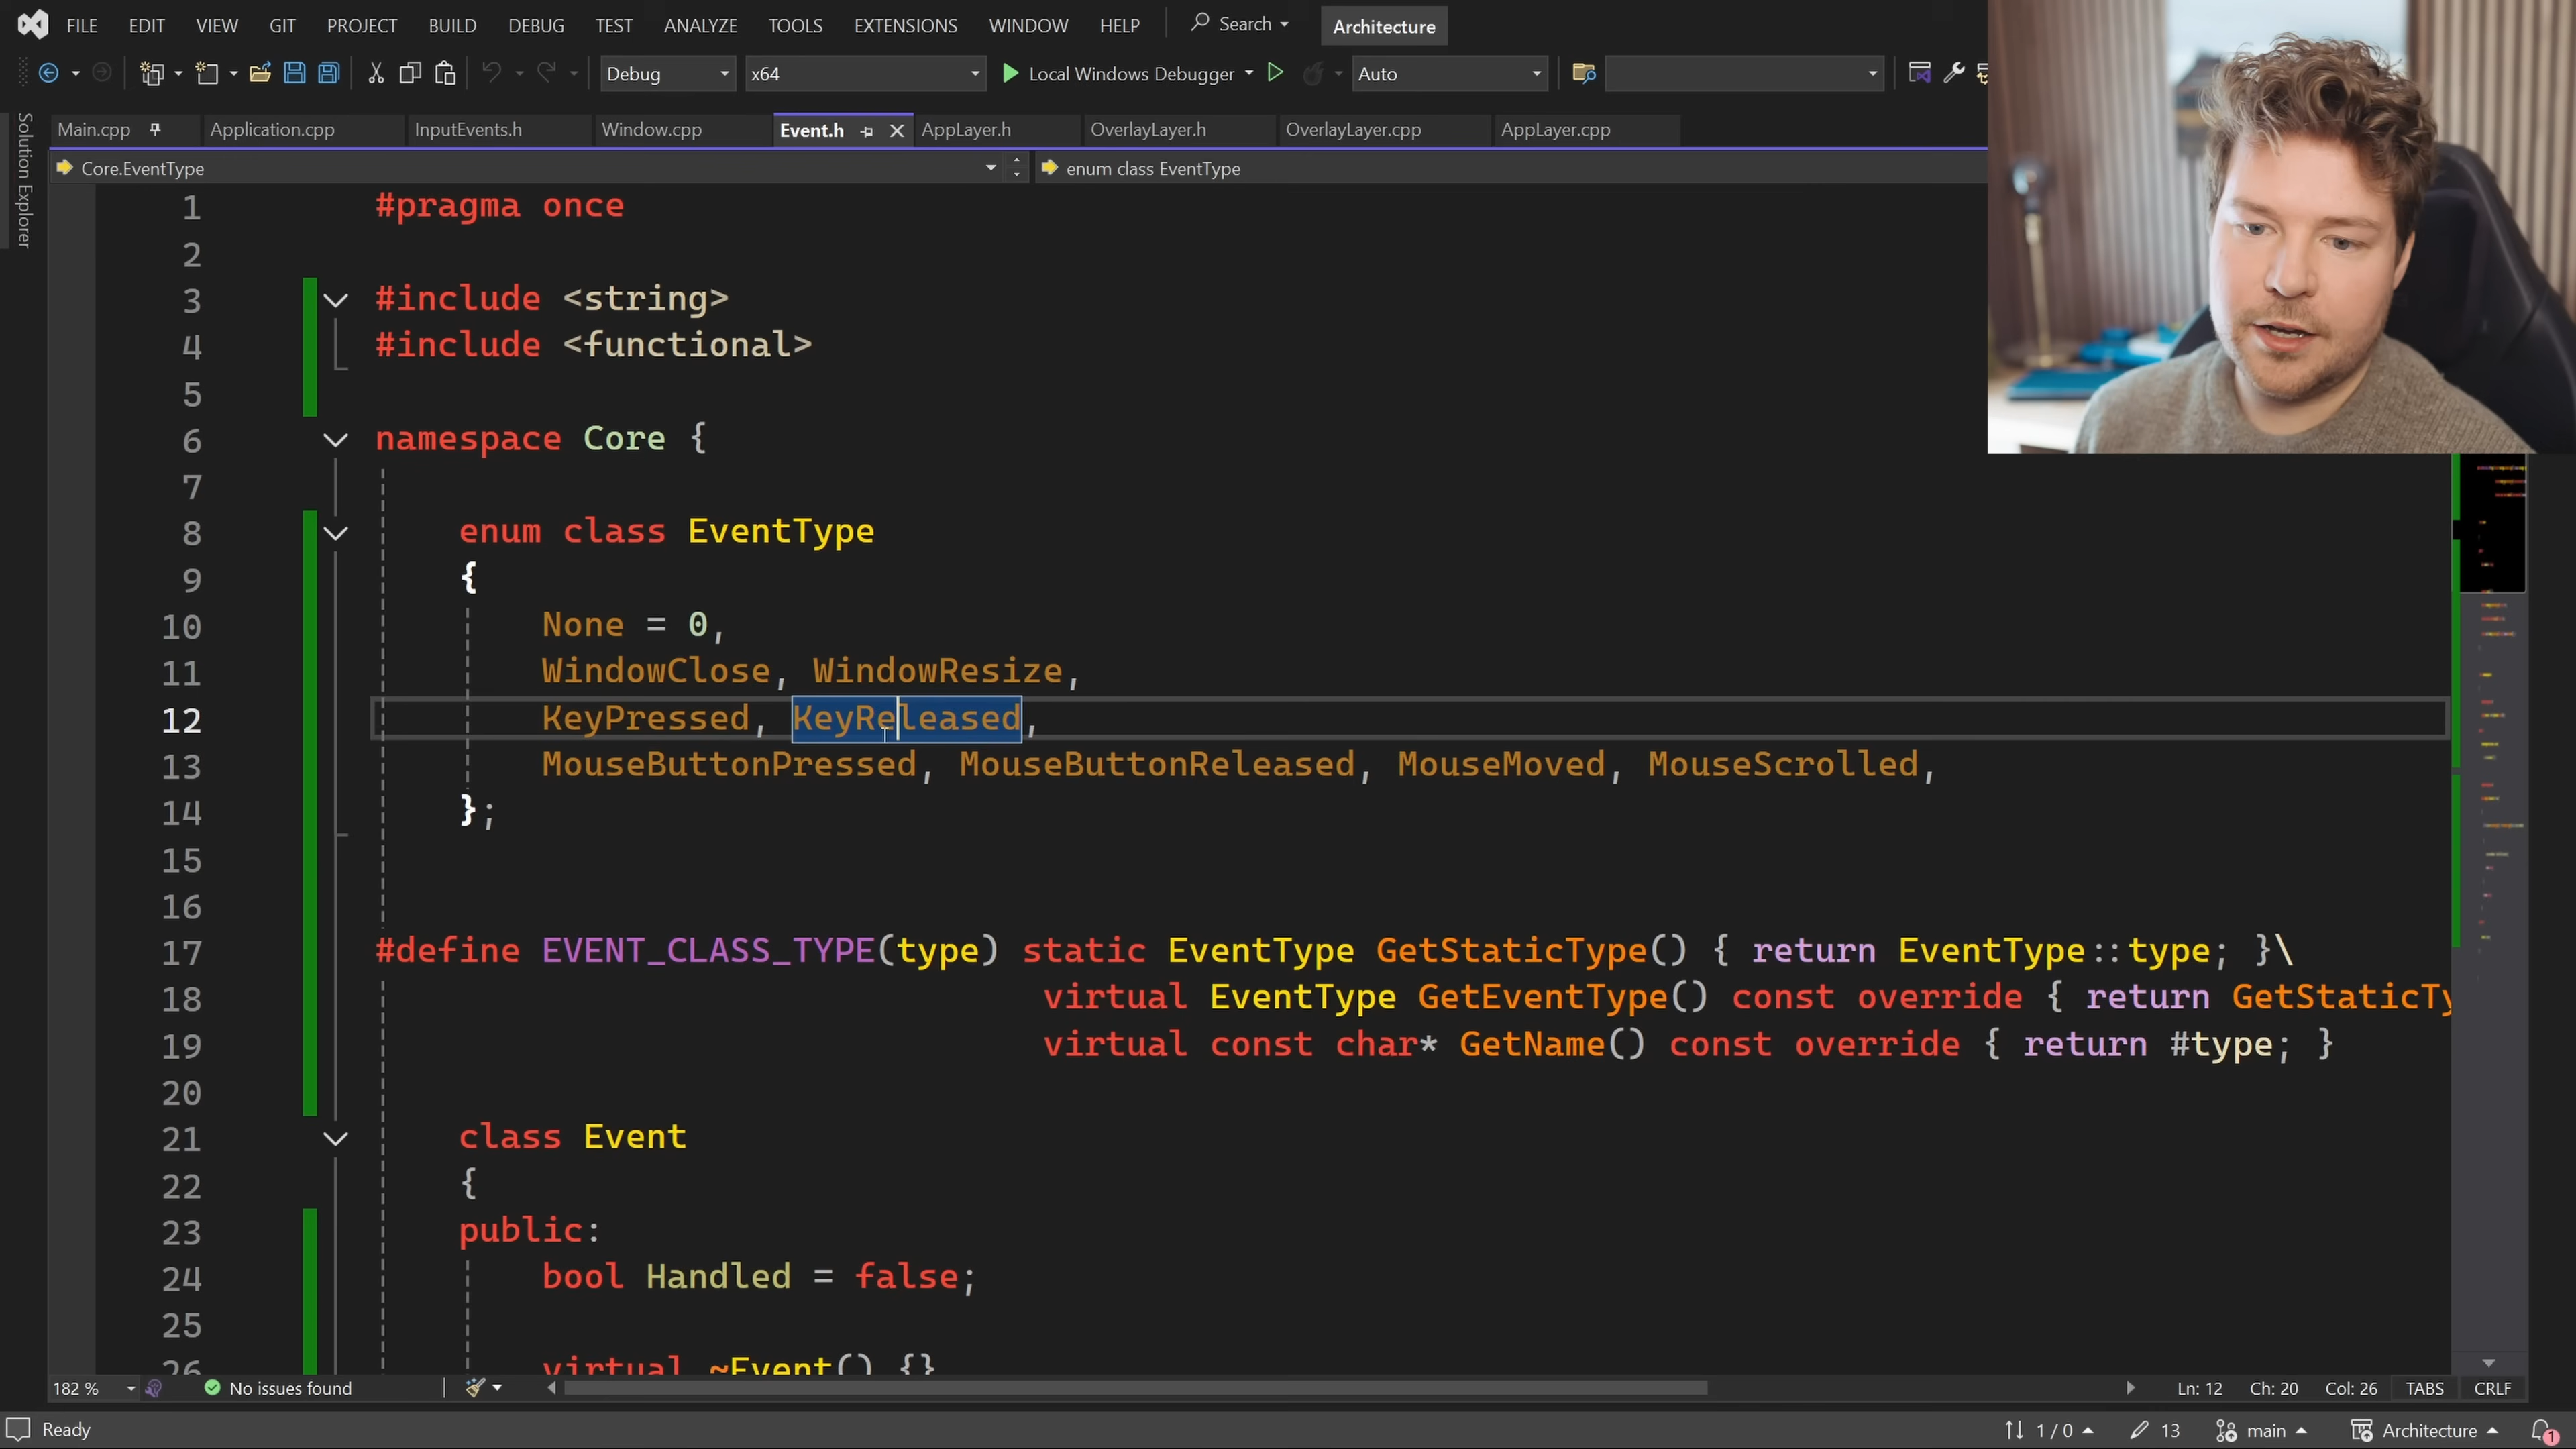 FILE EDIT VIEW GIT PROJECT BUILD DEBUG TEST ANALYZE TOOLS EXTENSIONS WINDOW HELP Search Architecture
Debug x64 Local Windows Debugger Auto
Solution Explorer
Main.cpp Application.cpp InputEvents.h Window.cpp Event.h AppLayer.h OverlayLayer.h OverlayLayer.cpp AppLayer.cpp
Core.EventType enum class EventType
1 #pragma once
2
3 #include <string>
4 #include <functional>
5
6 namespace Core {
7
8 enum class EventType
9 {
10 None = 0,
11 WindowClose, WindowResize,
12 KeyPressed, KeyReleased,
13 MouseButtonPressed, MouseButtonReleased, MouseMoved, MouseScrolled,
14 };
15
16
17 #define EVENT_CLASS_TYPE(type) static EventType GetStaticType() { return EventType::type; }\
18 virtual EventType GetEventType() const override { return GetStaticTy
19 virtual const char* GetName() const override { return #type; }
20
21 class Event
22 {
23 public:
24 bool Handled = false;
25
26 virtual ~Event() {}
182 % No issues found Ln: 12 Ch: 20 Col: 26 TABS CRLF
Ready 1 / 0 13 main Architecture 1